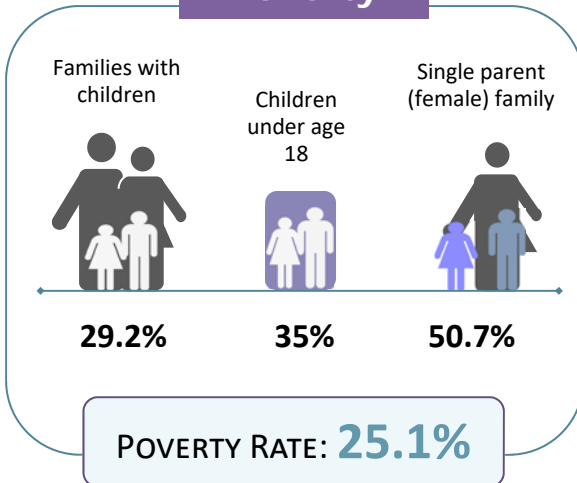 Families with
children
Children
under age
18
Single parent
(female) family
29.2%
35%
50.7%
POVERTY RATE: 25.1%